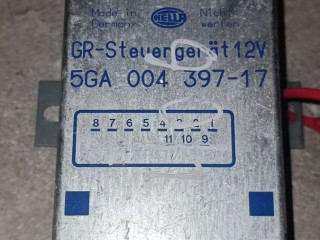 Made in HELLA Nicht
Germany werfen
GR-Steuergerät 12V
5GA 004 397-17
8 7 6 5 4 3 2 1
11 10 9